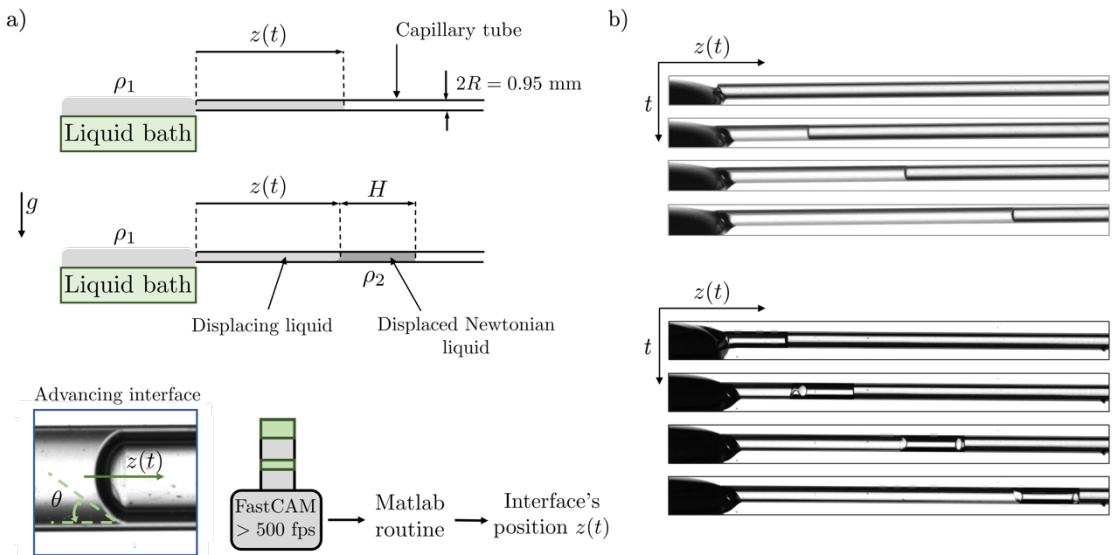 a)
z(t)
Capillary tube
ρ₁
2R = 0.95 mm
Liquid bath
z(t)
H
g
ρ₁
Liquid bath
ρ₂
Displacing liquid
Displaced Newtonian
liquid
Advancing interface
z(t)
θ
FastCAM
> 500 fps
Matlab
routine
Interface's
position z(t)
b)
z(t)
t
z(t)
t